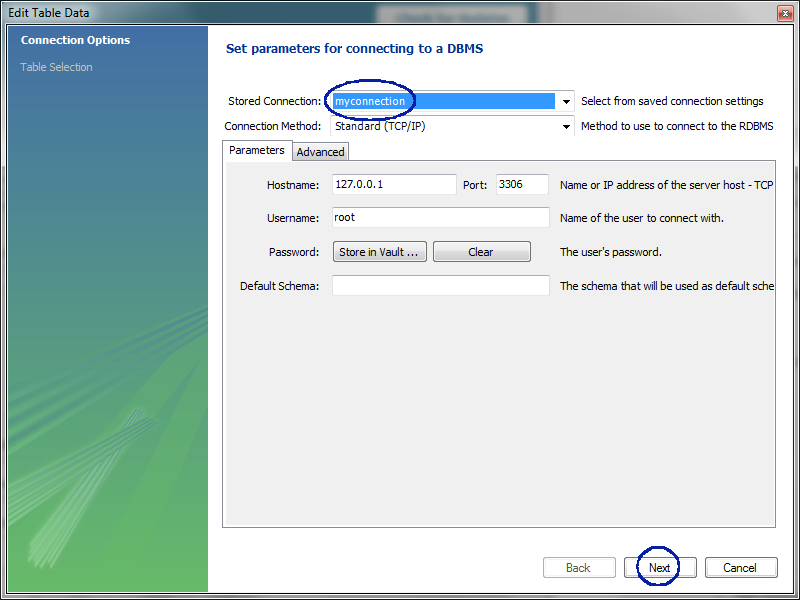 Edit Table Data
Connection Options
Table Selection
Set parameters for connecting to a DBMS
Stored Connection: myconnection Select from saved connection settings
Connection Method: Standard (TCP/IP) Method to use to connect to the RDBMS
Parameters Advanced
Hostname: 127.0.0.1 Port: 3306 Name or IP address of the server host - TCP
Username: root Name of the user to connect with.
Password: Store in Vault ... Clear The user's password.
Default Schema: The schema that will be used as default sche
Back Next Cancel